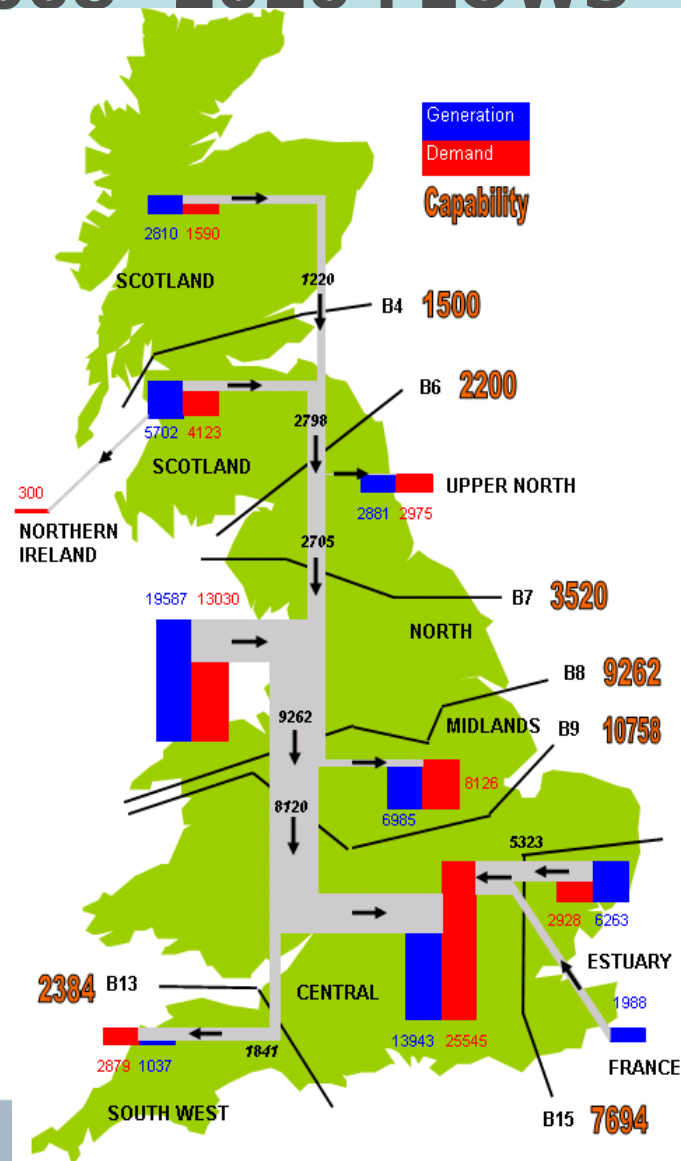 Generation
Demand
Capability
2810 1590
SCOTLAND
1220
B4 1500
B6 2200
2798
5702 4123
SCOTLAND
300
NORTHERN
IRELAND
UPPER NORTH
2881 2975
2705
19587 13030
B7 3520
NORTH
B8 9262
9262
MIDLANDS
B9 10758
8126
6985
8120
5323
2928 6263
ESTUARY
2384 B13
CENTRAL
1988
13943 25545
FRANCE
2879 1037
1841
SOUTH WEST
B15 7694